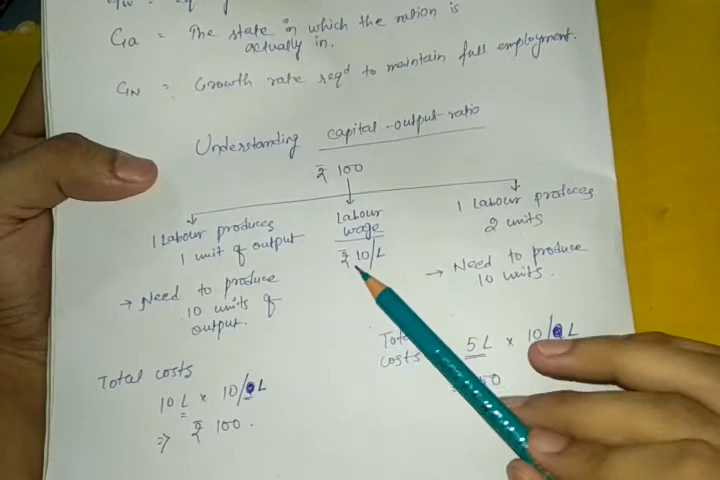 Gw = Eq
GA = The state in which the nation is
actually in.
GN = Growth rate reqd to maintain full employment.
Understanding capital-output ratio
₹ 100
1 Labour produces
1 unit of output
→ Need to produce
10 units of
output.
Total costs
10 L × 10/L
⇒ ₹ 100.
Labour
wage
₹ 10/L
1 Labour produces
2 units
→ Need to produce
10 units.
Total
costs
5 L × 10/L
50